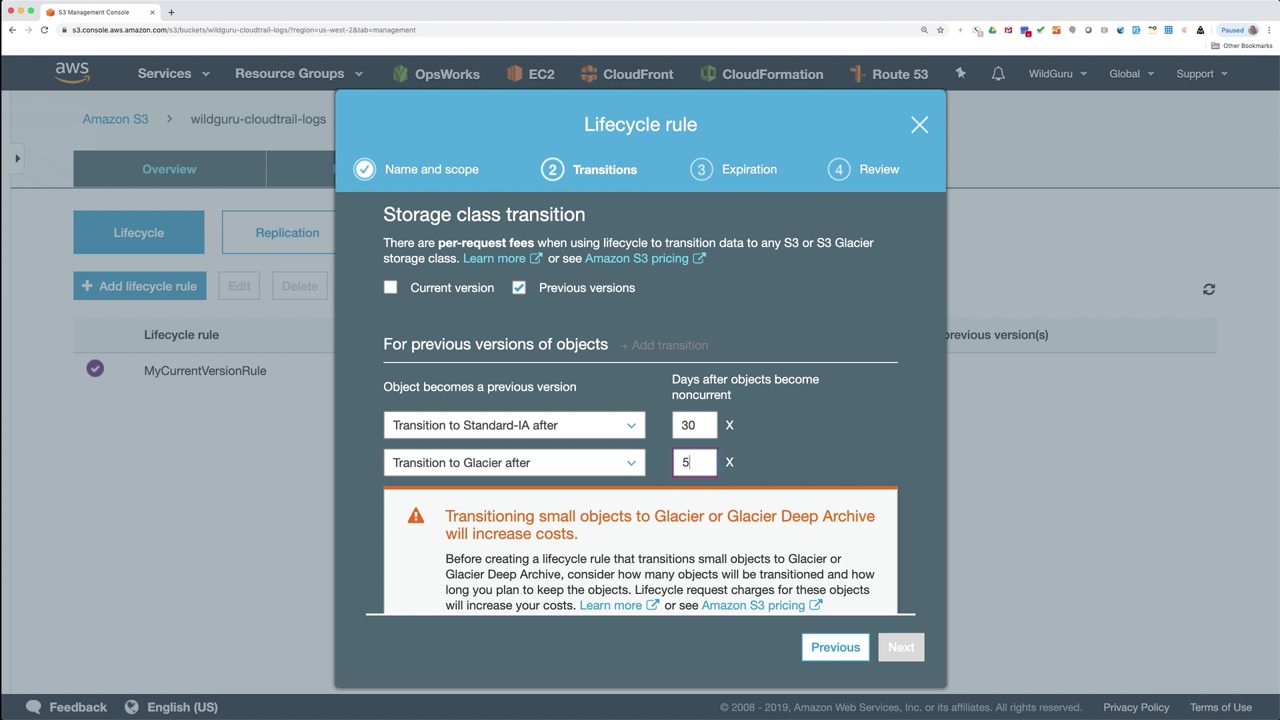 S3 Management Console
s3.console.aws.amazon.com/s3/buckets/wildguru-cloudtrail-logs/?region=us-west-2&tab=management
Paused
Other Bookmarks
aws
Services
Resource Groups
OpsWorks
EC2
CloudFront
CloudFormation
Route 53
WildGuru
Global
Support
Amazon S3
wildguru-cloudtrail-logs
Overview
Lifecycle
Replication
+ Add lifecycle rule
Edit
Delete
Lifecycle rule
previous version(s)
MyCurrentVersionRule
Lifecycle rule
Name and scope
2 Transitions
3 Expiration
4 Review
Storage class transition
There are per-request fees when using lifecycle to transition data to any S3 or S3 Glacier
storage class. Learn more or see Amazon S3 pricing
Current version
Previous versions
For previous versions of objects + Add transition
Object becomes a previous version
Days after objects become
noncurrent
Transition to Standard-IA after
30 X
Transition to Glacier after
5 X
Transitioning small objects to Glacier or Glacier Deep Archive
will increase costs.
Before creating a lifecycle rule that transitions small objects to Glacier or
Glacier Deep Archive, consider how many objects will be transitioned and how
long you plan to keep the objects. Lifecycle request charges for these objects
will increase your costs. Learn more or see Amazon S3 pricing
Previous
Next
Feedback
English (US)
© 2008 - 2019, Amazon Web Services, Inc. or its affiliates. All rights reserved.
Privacy Policy
Terms of Use